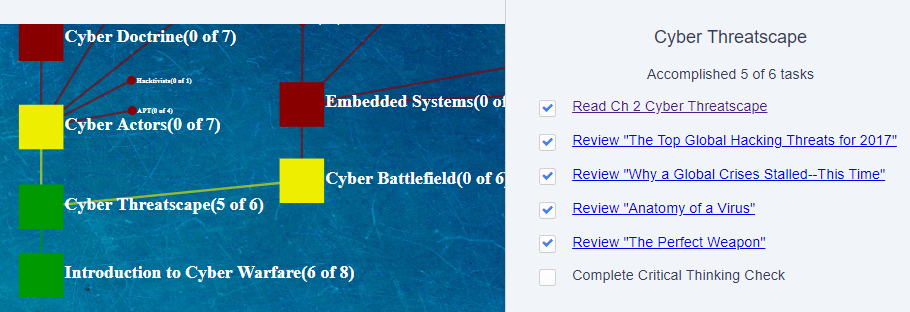 Cyber Doctrine(0 of 7)
Hacktivists(0 of 1)
APT(0 of 4)
Cyber Actors(0 of 7)
Embedded Systems(0 of
Cyber Battlefield(0 of 6
Cyber Threatscape(5 of 6)
Introduction to Cyber Warfare(6 of 8)
Cyber Threatscape
Accomplished 5 of 6 tasks
Read Ch 2 Cyber Threatscape
Review "The Top Global Hacking Threats for 2017"
Review "Why a Global Crises Stalled--This Time"
Review "Anatomy of a Virus"
Review "The Perfect Weapon"
Complete Critical Thinking Check